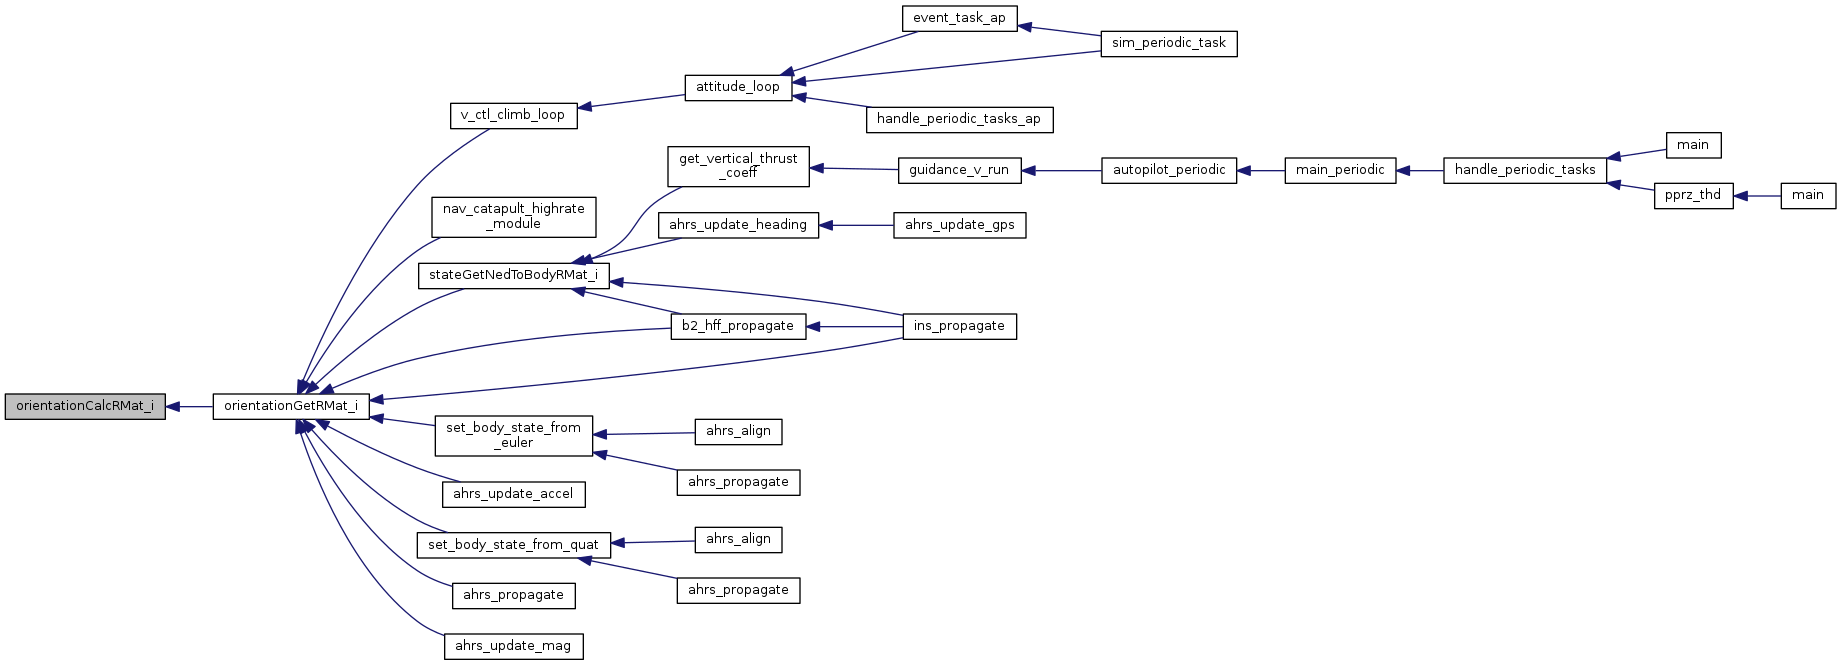 event_task_ap
sim_periodic_task
attitude_loop
v_ctl_climb_loop
handle_periodic_tasks_ap
get_vertical_thrust
_coeff
guidance_v_run
autopilot_periodic
main_periodic
handle_periodic_tasks
main
pprz_thd
main
nav_catapult_highrate
_module
ahrs_update_heading
ahrs_update_gps
stateGetNedToBodyRMat_i
b2_hff_propagate
ins_propagate
orientationCalcRMat_i
orientationGetRMat_i
set_body_state_from
_euler
ahrs_align
ahrs_propagate
ahrs_update_accel
set_body_state_from_quat
ahrs_align
ahrs_propagate
ahrs_propagate
ahrs_update_mag